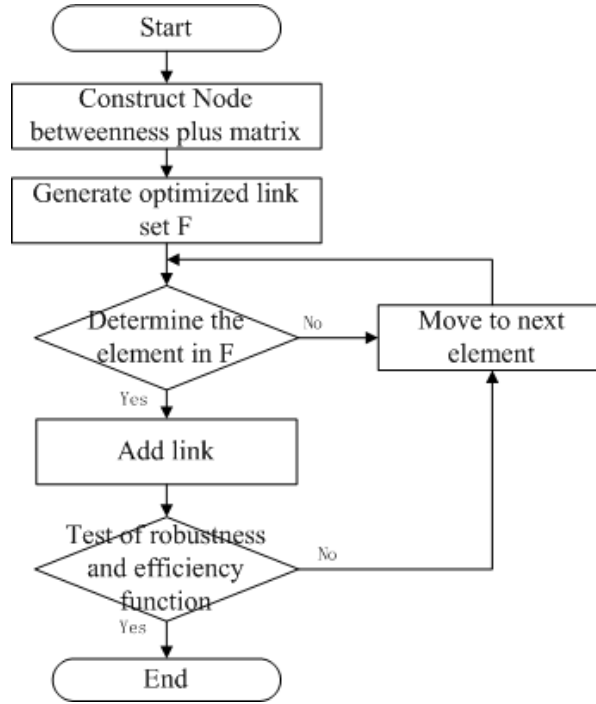 Start
Construct Node
betweenness plus matrix
Generate optimized link
set F
Determine the
element in F
No
Move to next
element
Yes
Add link
Test of robustness
and efficiency
function
No
Yes
End